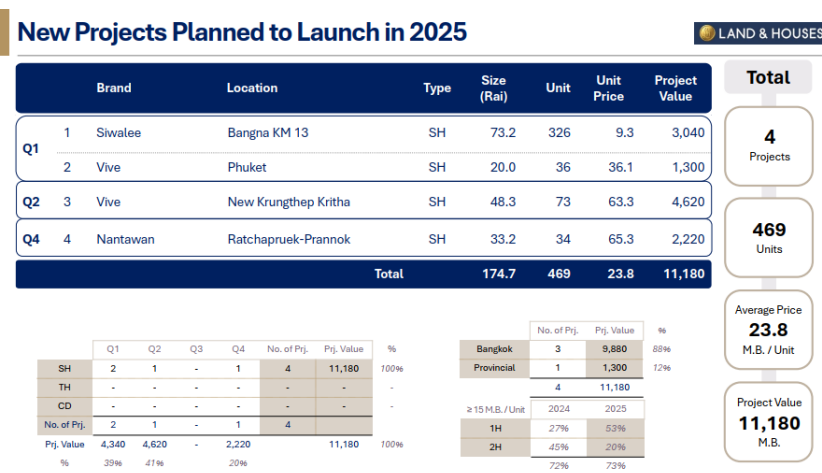 New Projects Planned to Launch in 2025
LAND & HOUSES
Brand Location Type Size (Rai) Unit Unit Price Project Value
Q1 1 Siwalee Bangna KM 13 SH 73.2 326 9.3 3,040
2 Vive Phuket SH 20.0 36 36.1 1,300
Q2 3 Vive New Krungthep Kritha SH 48.3 73 63.3 4,620
Q4 4 Nantawan Ratchapruek-Prannok SH 33.2 34 65.3 2,220
Total 174.7 469 23.8 11,180
Total
4
Projects
469
Units
Average Price
23.8
M.B. / Unit
Project Value
11,180
M.B.
Q1 Q2 Q3 Q4 No. of Prj. Prj. Value %
SH 2 1 - 1 4 11,180 100%
TH - - - - - - -
CD - - - - - - -
No. of Prj. 2 1 - 1 4
Prj. Value 4,340 4,620 - 2,220 11,180 100%
% 39% 41% 20%
No. of Prj. Prj. Value %
Bangkok 3 9,880 88%
Provincial 1 1,300 12%
4 11,180
≥ 15 M.B. / Unit 2024 2025
1H 27% 53%
2H 45% 20%
72% 73%